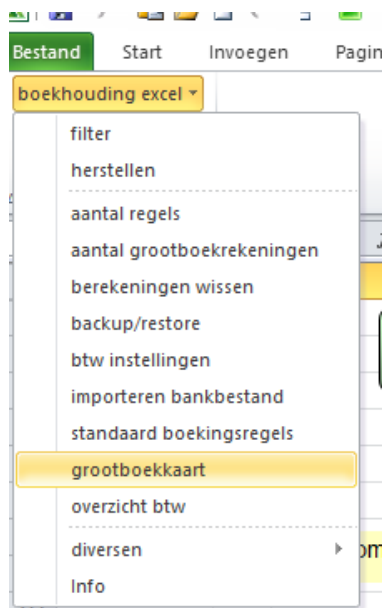 Bestand Start Invoegen
boekhouding excel
filter
herstellen
aantal regels
aantal grootboekrekeningen
berekeningen wissen
backup/restore
btw instellingen
importeren bankbestand
standaard boekingsregels
grootboekkaart
overzicht btw
diversen
Info